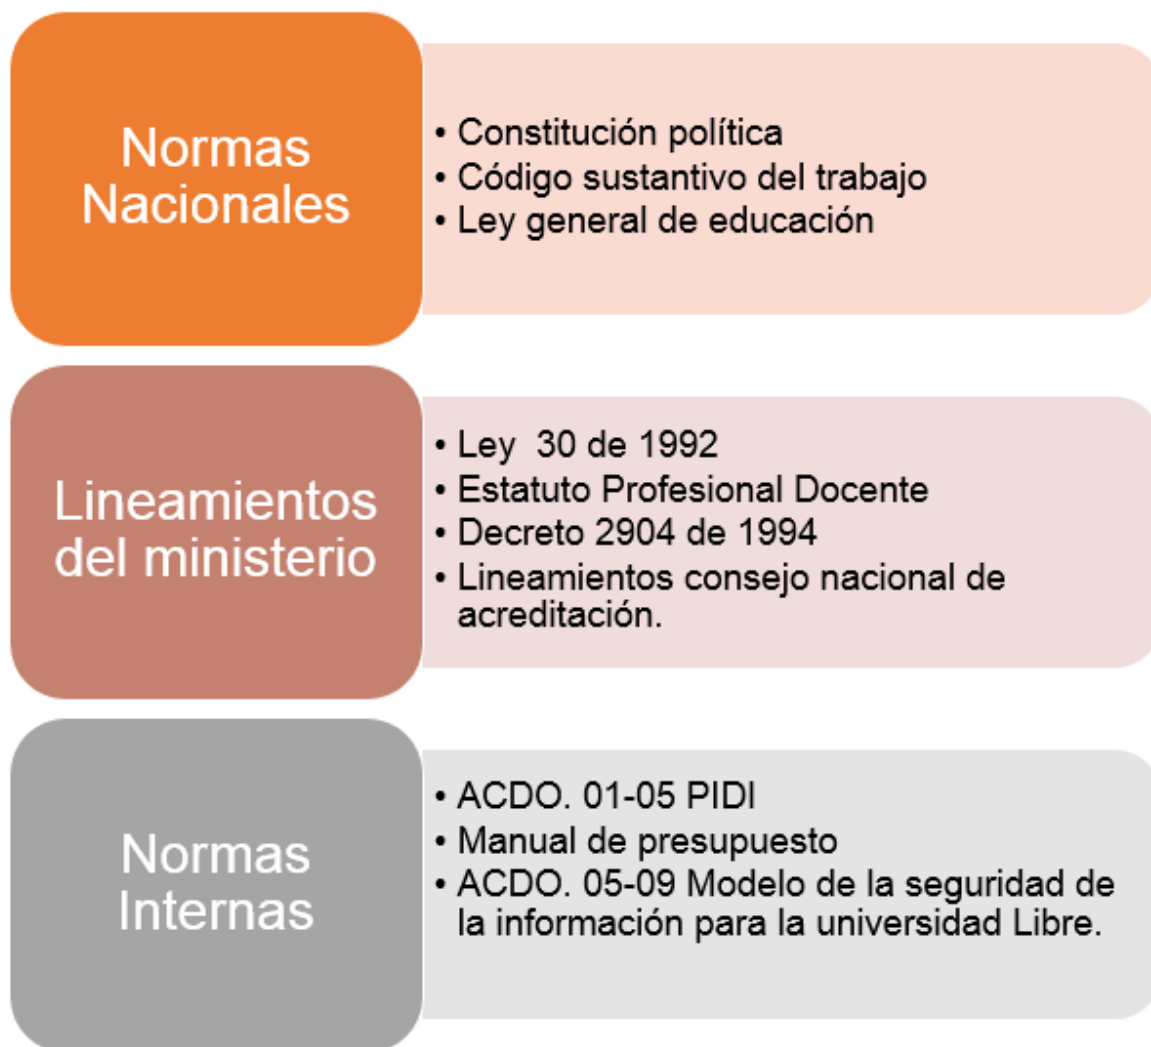 Normas
Nacionales
• Constitución política
• Código sustantivo del trabajo
• Ley general de educación
Lineamientos
del ministerio
• Ley  30 de 1992
• Estatuto Profesional Docente
• Decreto 2904 de 1994
• Lineamientos consejo nacional de
acreditación.
Normas
Internas
• ACDO. 01-05 PIDI
• Manual de presupuesto
• ACDO. 05-09 Modelo de la seguridad de
la información para la universidad Libre.